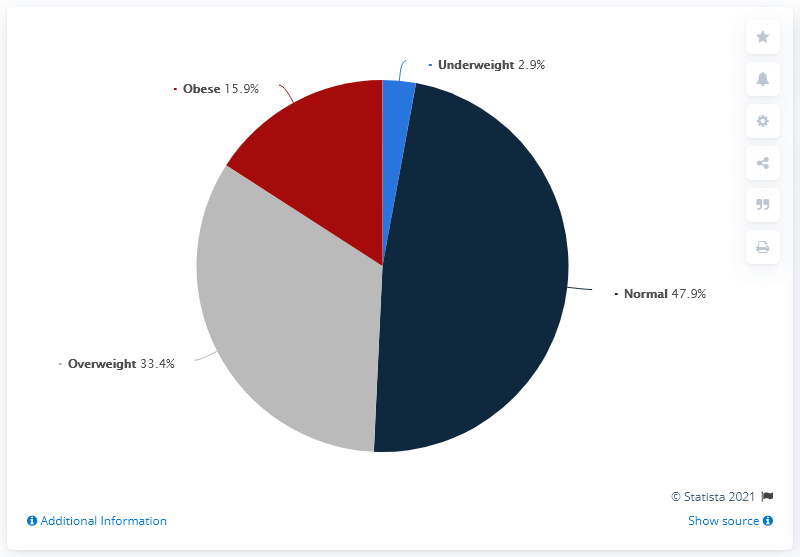 Underweight 2.9%
Obese 15.9%
Normal 47.9%
Overweight 33.4%
© Statista 2021
Additional Information
Show source